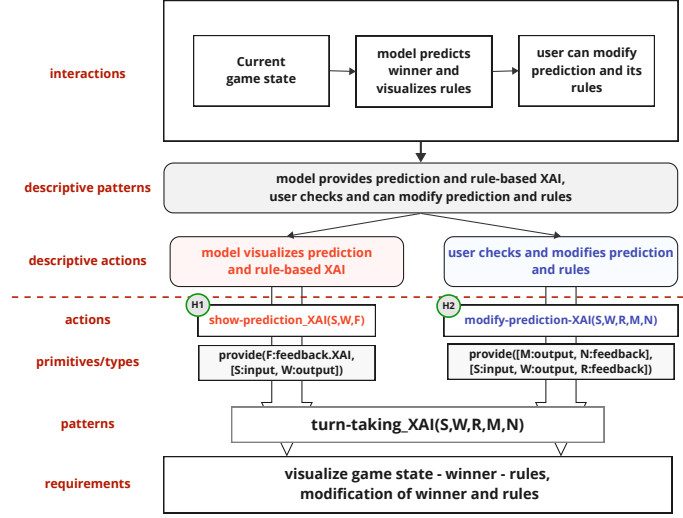 interactions
Current
game state
model predicts
winner and
visualizes rules
user can modify
prediction and its
rules
descriptive patterns
model provides prediction and rule-based XAI,
user checks and can modify prediction and rules
descriptive actions
model visualizes prediction
and rule-based XAI
user checks and modifies prediction
and rules
H1
H2
actions
show-prediction_XAI(S,W,F)
modify-prediction-XAI(S,W,R,M,N)
primitives/types
provide(F:feedback.XAI,
[S:input, W:output])
provide([M:output, N:feedback],
[S:input, W:output, R:feedback])
patterns
turn-taking_XAI(S,W,R,M,N)
requirements
visualize game state - winner - rules,
modification of winner and rules